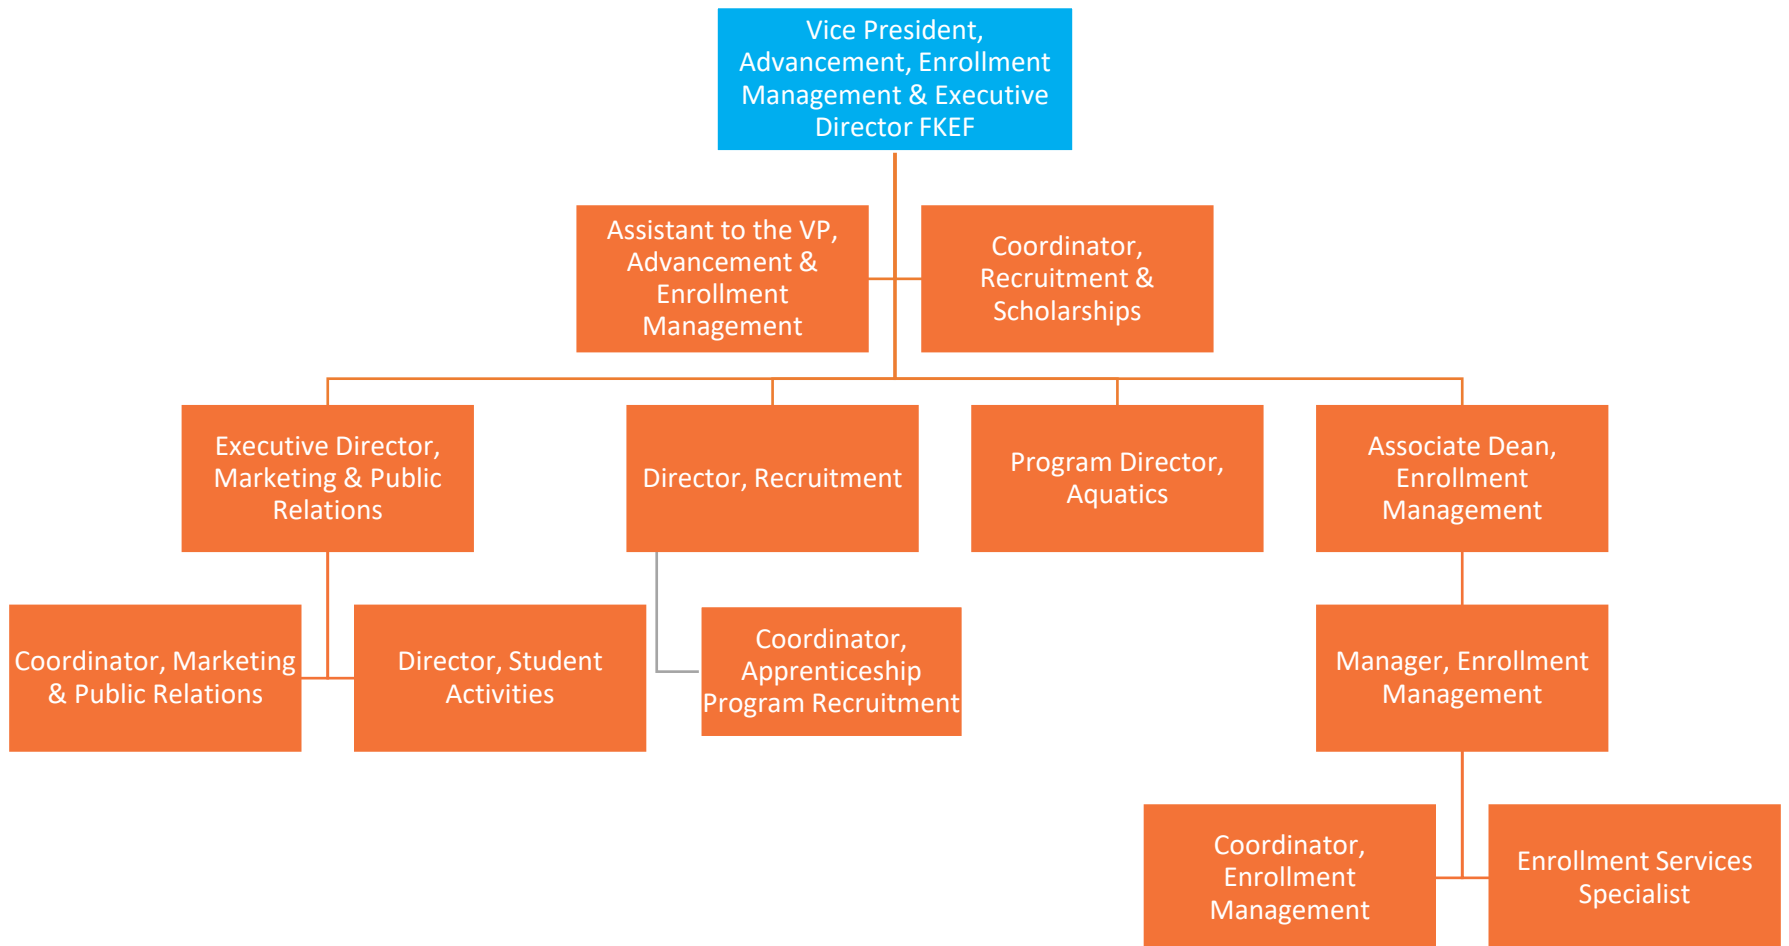 Vice President,
Advancement, Enrollment
Management & Executive
Director FKEF
Assistant to the VP,
Advancement &
Enrollment
Management
Coordinator,
Recruitment &
Scholarships
Executive Director,
Marketing & Public
Relations
Director, Recruitment
Program Director,
Aquatics
Associate Dean,
Enrollment
Management
Coordinator, Marketing
& Public Relations
Director, Student
Activities
Coordinator,
Apprenticeship
Program Recruitment
Manager, Enrollment
Management
Coordinator,
Enrollment
Management
Enrollment Services
Specialist